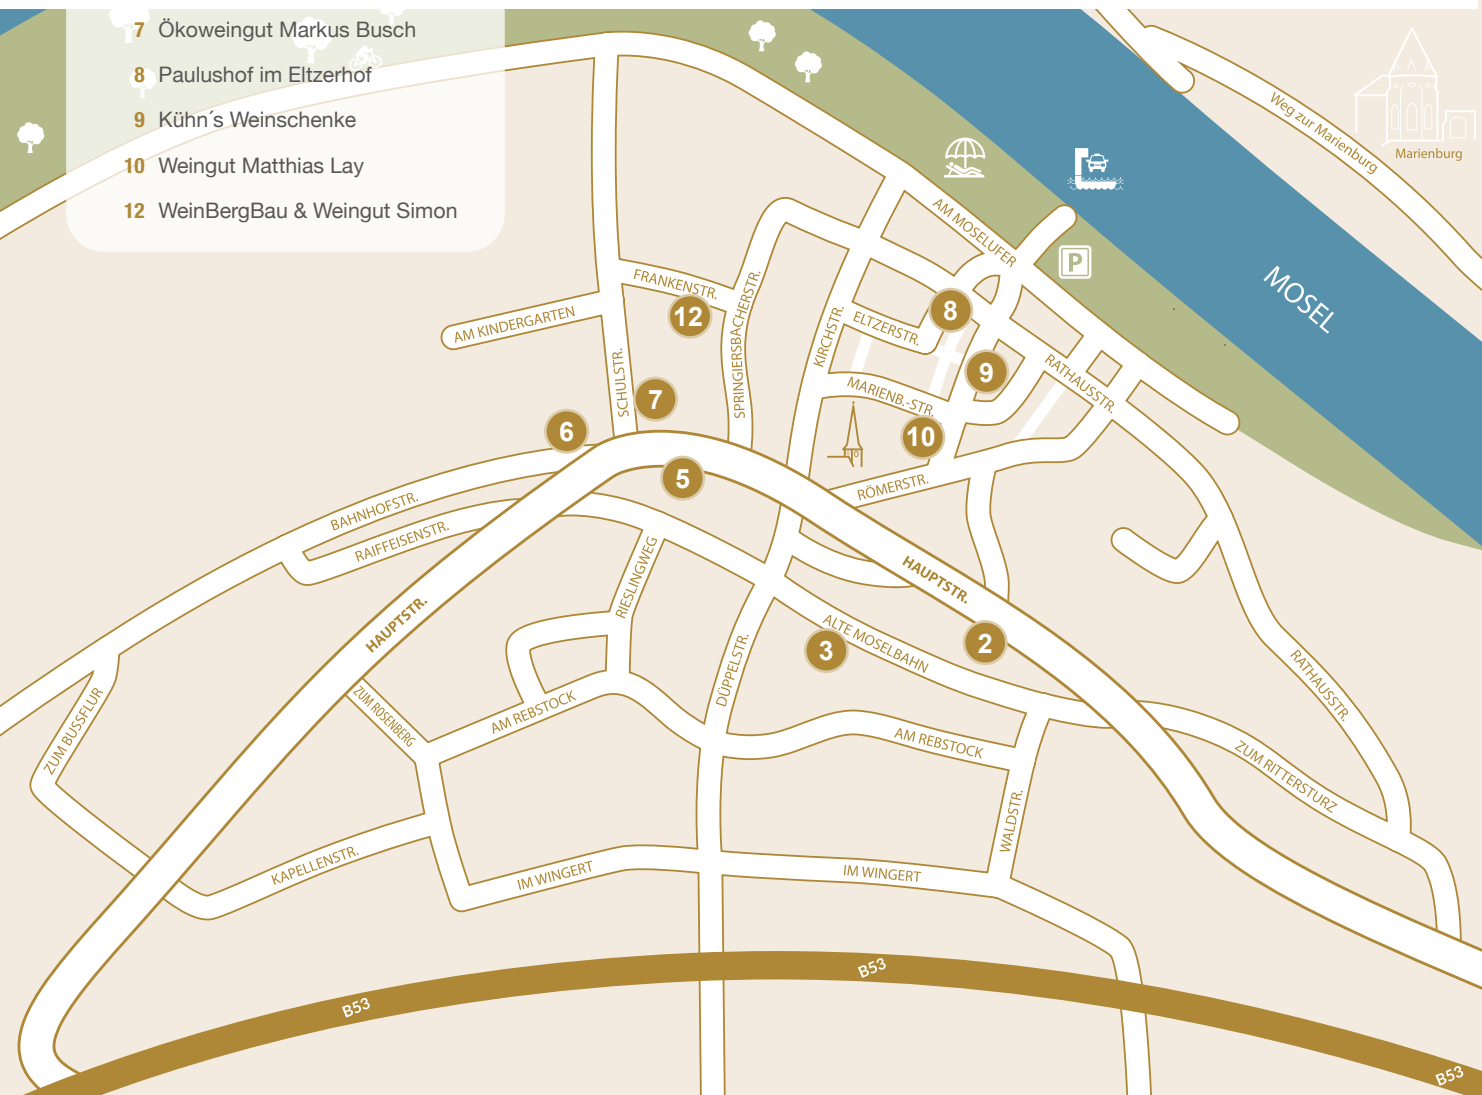 7 Ökoweingut Markus Busch
8 Paulushof im Eltzerhof
9 Kühn´s Weinschenke
10 Weingut Matthias Lay
12 WeinBergBau & Weingut Simon
Weg zur Marienburg
Marienburg
AM MOSELUFER
P
MOSEL
FRANKENSTR.
12
AM KINDERGARTEN
SPRINGIERSBACHERSTR.
KIRCHSTR.
ELTZERSTR.
8
SCHULSTR.
7
MARIENB.-STR.
9
RATHAUSSTR.
6
10
5
RÖMERSTR.
BAHNHOFSTR.
RAIFFEISENSTR.
RIESLINGWEG
HAUPTSTR.
HAUPTSTR.
ALTE MOSELBAHN
3
2
DÜPPELSTR.
RATHAUSSTR.
ZUM BUSSFLUR
ZUM ROSENBERG
AM REBSTOCK
AM REBSTOCK
ZUM RITTERSTURZ
WALDSTR.
KAPELLENSTR.
IM WINGERT
IM WINGERT
B53
B53
B53